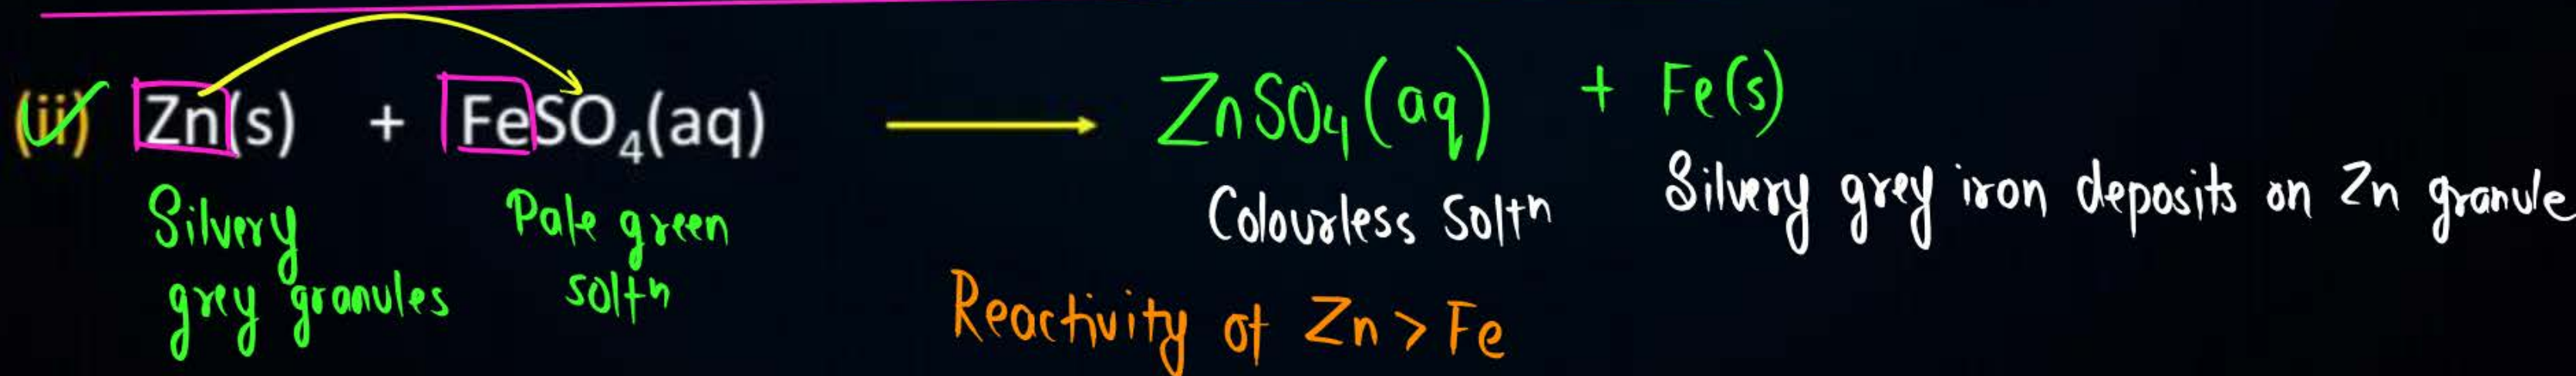 (ii) Zn(s) + FeSO₄(aq) ⟶ ZnSO₄(aq) + Fe(s)
Silvery grey granules
Pale green soltⁿ
Colourless Soltⁿ
Silvery grey iron deposits on Zn granule
Reactivity of Zn > Fe